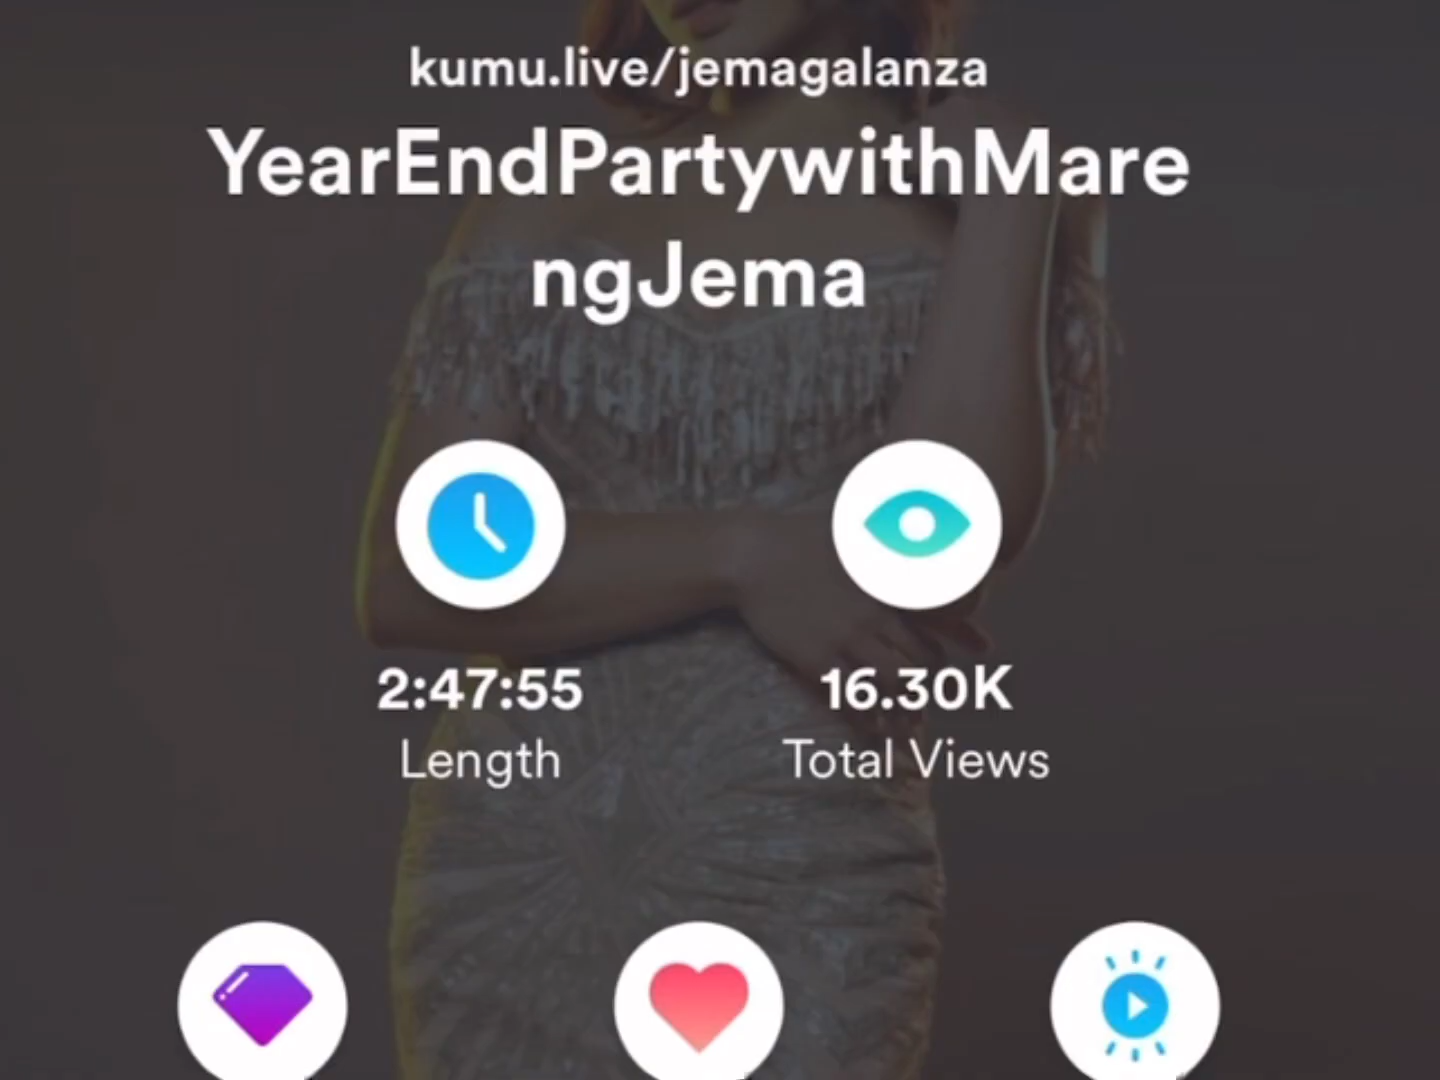 kumu.live/jemagalanza
YearEndPartywithMare
ngJema
2:47:55
16.30K
Length
Total Views